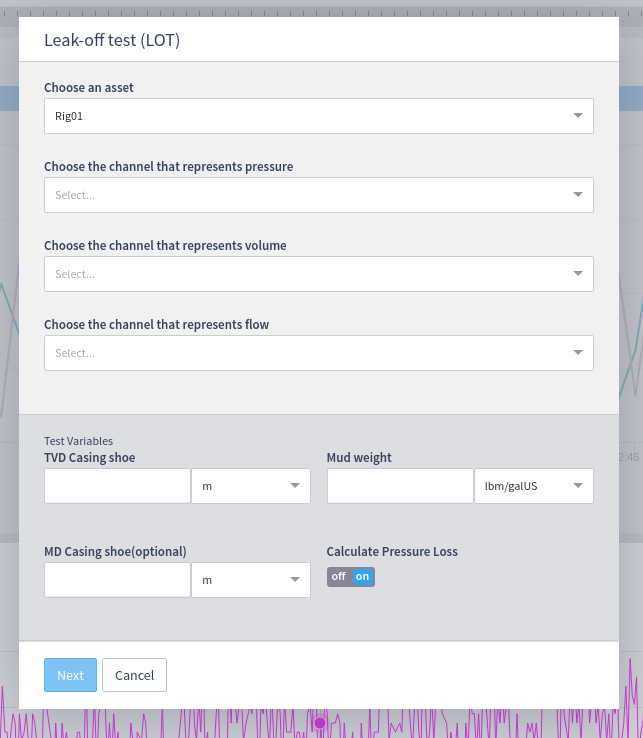 Leak-off test (LOT)
Choose an asset
Rig01
Choose the channel that represents pressure
Select...
Choose the channel that represents volume
Select...
Choose the channel that represents flow
Select...
Test Variables
TVD Casing shoe
Mud weight
m
lbm/galUS
2:45
MD Casing shoe(optional)
Calculate Pressure Loss
m
off on
Next Cancel